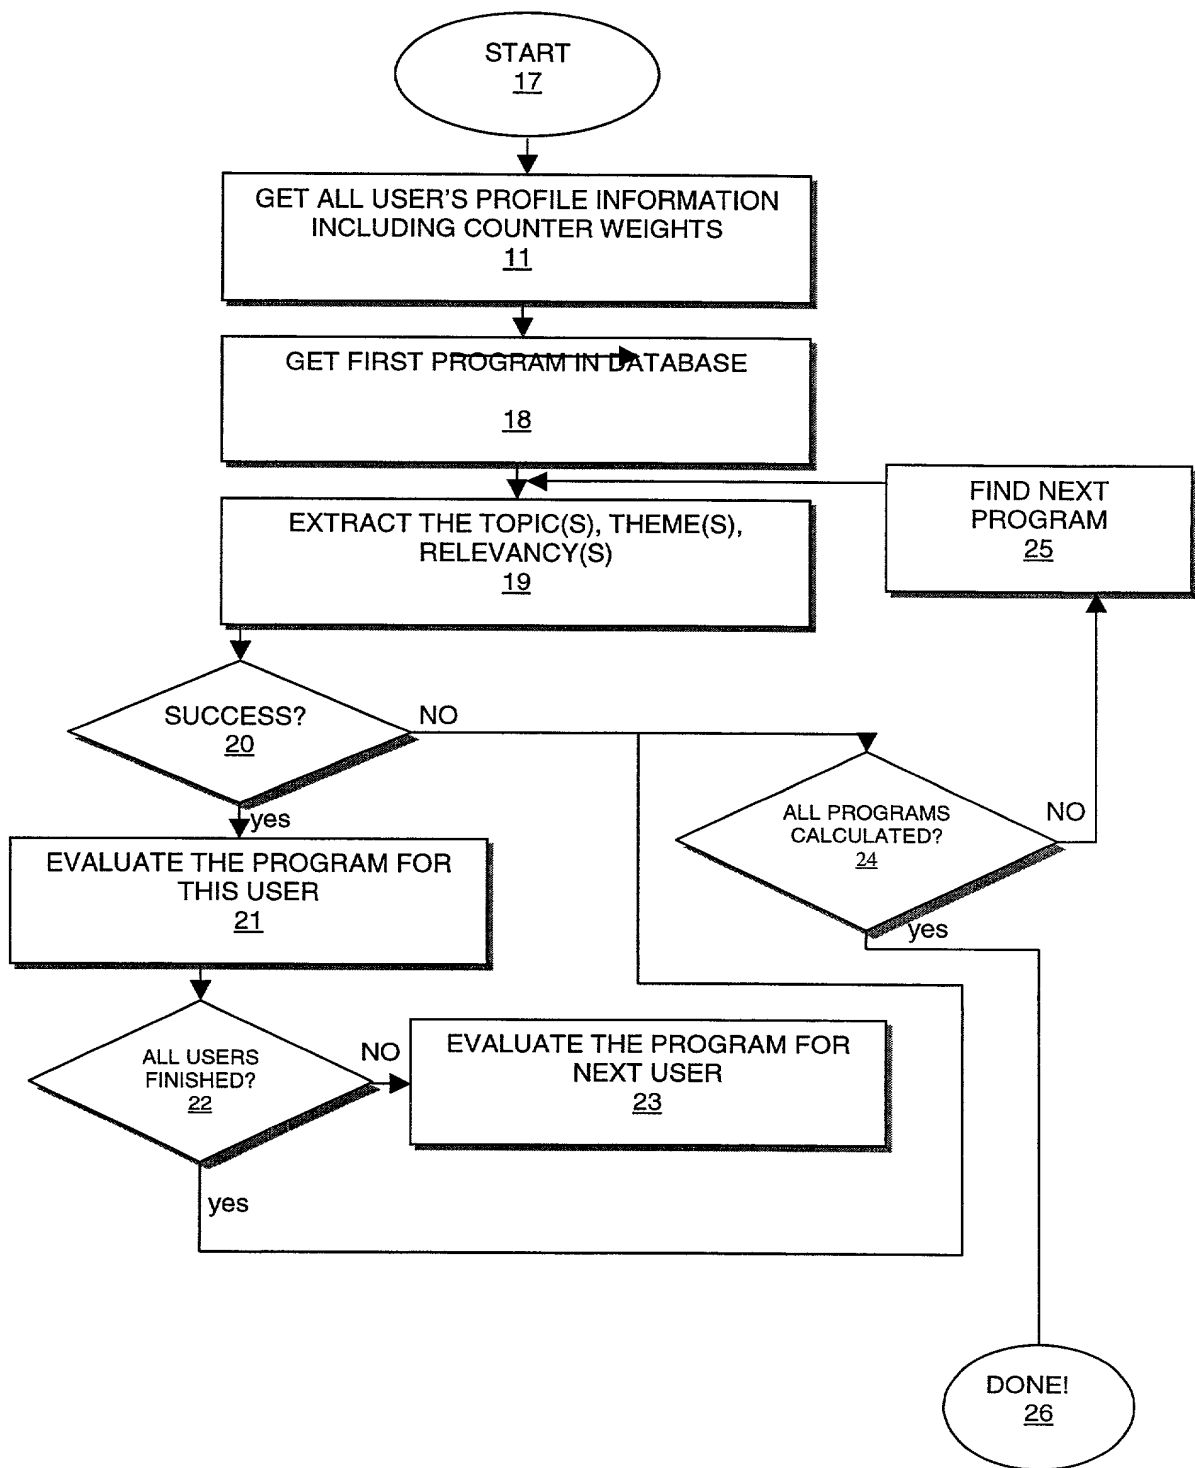 START
17
GET ALL USER'S PROFILE INFORMATION
INCLUDING COUNTER WEIGHTS
11
GET FIRST PROGRAM IN DATABASE
18
FIND NEXT
PROGRAM
25
EXTRACT THE TOPIC(S), THEME(S),
RELEVANCY(S)
19
SUCCESS?
20
NO
yes
ALL PROGRAMS
CALCULATED?
24
NO
yes
EVALUATE THE PROGRAM FOR
THIS USER
21
ALL USERS
FINISHED?
22
NO
yes
EVALUATE THE PROGRAM FOR
NEXT USER
23
DONE!
26